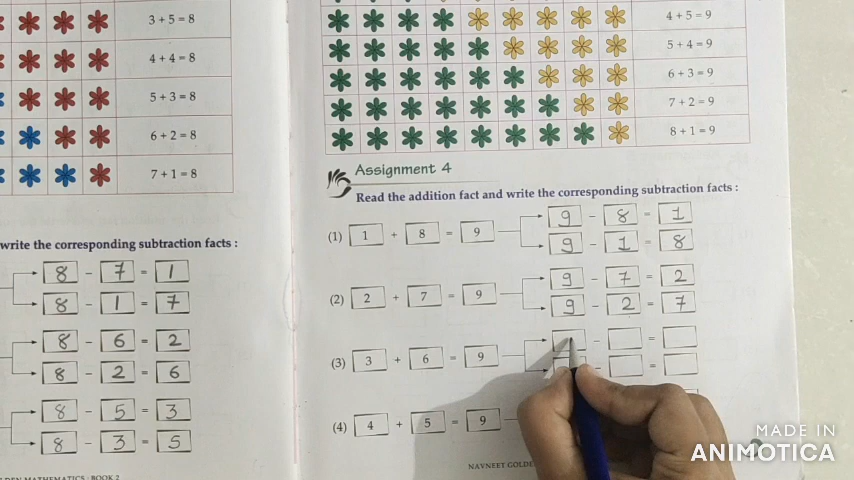 3 + 5 = 8
4 + 4 = 8
5 + 3 = 8
6 + 2 = 8
7 + 1 = 8
write the corresponding subtraction facts :
8 - 7 = 1
8 - 1 = 7
8 - 6 = 2
8 - 2 = 6
8 - 5 = 3
8 - 3 = 5
MATHEMATICS : BOOK 2
4 + 5 = 9
5 + 4 = 9
6 + 3 = 9
7 + 2 = 9
8 + 1 = 9
Assignment 4
Read the addition fact and write the corresponding subtraction facts :
(1) 1 + 8 = 9
9 - 8 = 1
9 - 1 = 8
(2) 2 + 7 = 9
9 - 7 = 2
9 - 2 = 7
(3) 3 + 6 = 9
- =
- =
(4) 4 + 5 = 9
NAVNEET
MADE IN
ANIMOTICA